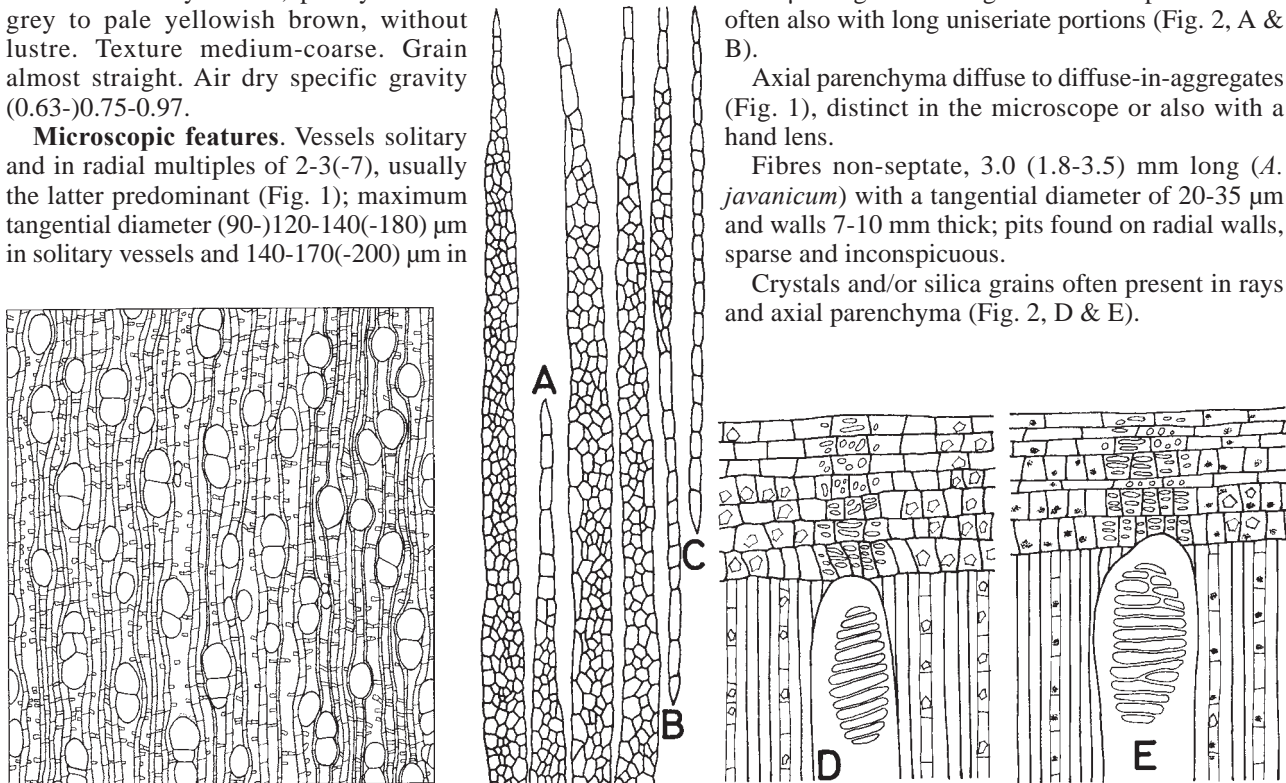 grey to pale yellowish brown, without
lustre. Texture medium-coarse. Grain
almost straight. Air dry specific gravity
(0.63-)0.75-0.97.
Microscopic features. Vessels solitary
and in radial multiples of 2-3(-7), usually
the latter predominant (Fig. 1); maximum
tangential diameter (90-)120-140(-180) µm
in solitary vessels and 140-170(-200) µm in
A
B
C
often also with long uniseriate portions (Fig. 2, A &
B).
Axial parenchyma diffuse to diffuse-in-aggregates
(Fig. 1), distinct in the microscope or also with a
hand lens.
Fibres non-septate, 3.0 (1.8-3.5) mm long (A.
javanicum) with a tangential diameter of 20-35 µm
and walls 7-10 mm thick; pits found on radial walls,
sparse and inconspicuous.
Crystals and/or silica grains often present in rays
and axial parenchyma (Fig. 2, D & E).
D
E